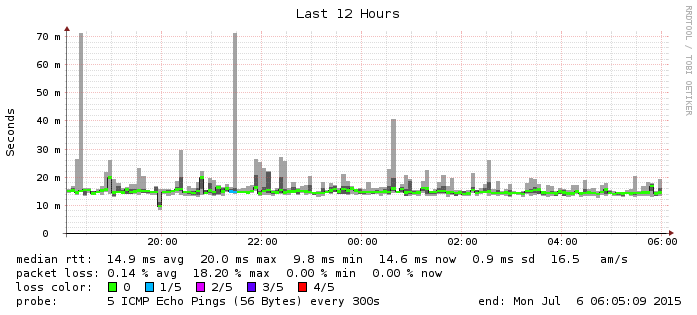 Last 12 Hours
RRDTOOL / TOBI OETIKER
Seconds
70 m
60 m
50 m
40 m
30 m
20 m
10 m
0
20:00 22:00 00:00 02:00 04:00 06:00
median rtt: 14.9 ms avg 20.0 ms max 9.8 ms min 14.6 ms now 0.9 ms sd 16.5 am/s
packet loss: 0.14 % avg 18.20 % max 0.00 % min 0.00 % now
loss color: 0 1/5 2/5 3/5 4/5
probe: 5 ICMP Echo Pings (56 Bytes) every 300s end: Mon Jul 6 06:05:09 2015